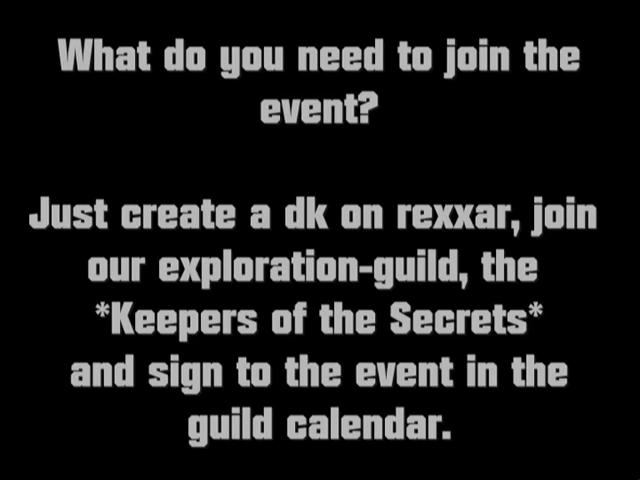 What do you need to join the
event?
Just create a dk on rexxar, join
our exploration-guild, the
*Keepers of the Secrets*
and sign to the event in the
guild calendar.